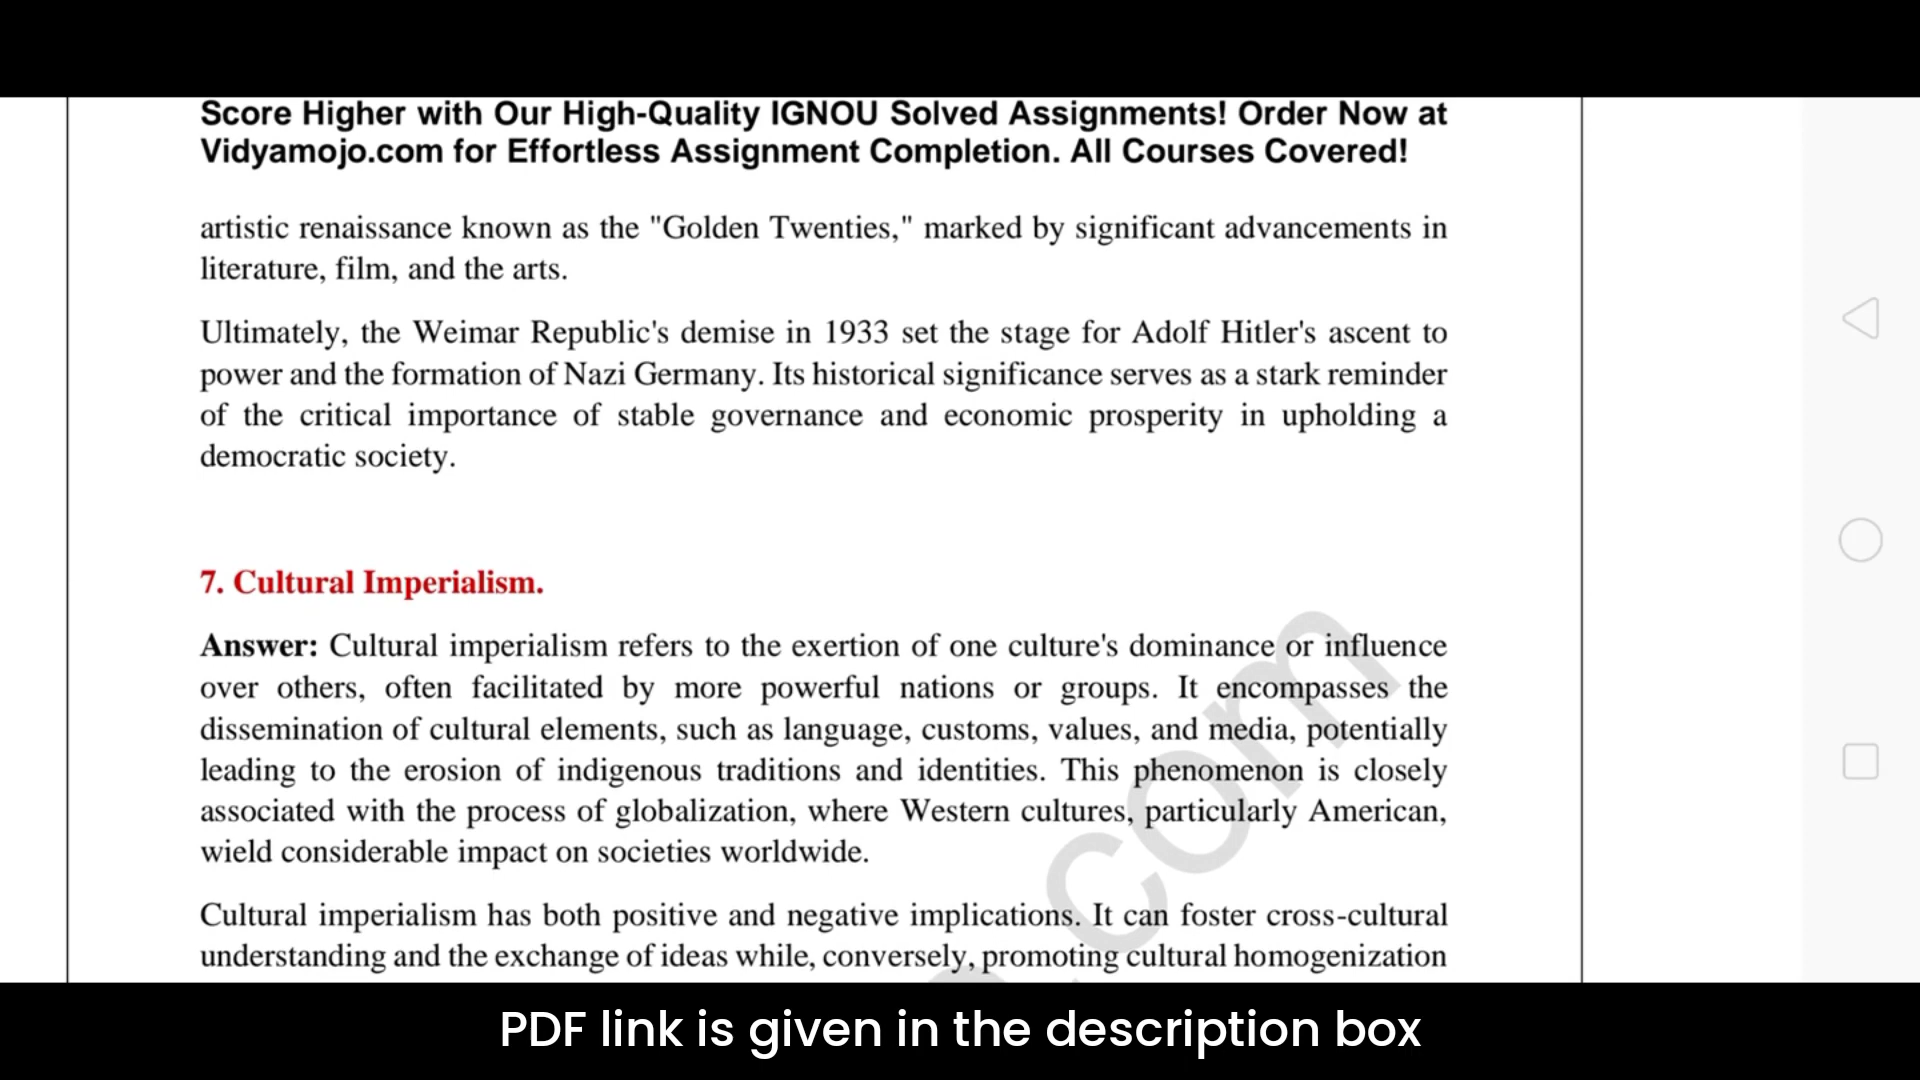 Score Higher with Our High-Quality IGNOU Solved Assignments! Order Now at
Vidyamojo.com for Effortless Assignment Completion. All Courses Covered!
artistic renaissance known as the "Golden Twenties," marked by significant advancements in
literature, film, and the arts.
Ultimately, the Weimar Republic's demise in 1933 set the stage for Adolf Hitler's ascent to
power and the formation of Nazi Germany. Its historical significance serves as a stark reminder
of the critical importance of stable governance and economic prosperity in upholding a
democratic society.
7. Cultural Imperialism.
Answer: Cultural imperialism refers to the exertion of one culture's dominance or influence
over others, often facilitated by more powerful nations or groups. It encompasses the
dissemination of cultural elements, such as language, customs, values, and media, potentially
leading to the erosion of indigenous traditions and identities. This phenomenon is closely
associated with the process of globalization, where Western cultures, particularly American,
wield considerable impact on societies worldwide.
Cultural imperialism has both positive and negative implications. It can foster cross-cultural
understanding and the exchange of ideas while, conversely, promoting cultural homogenization
.com
PDF link is given in the description box